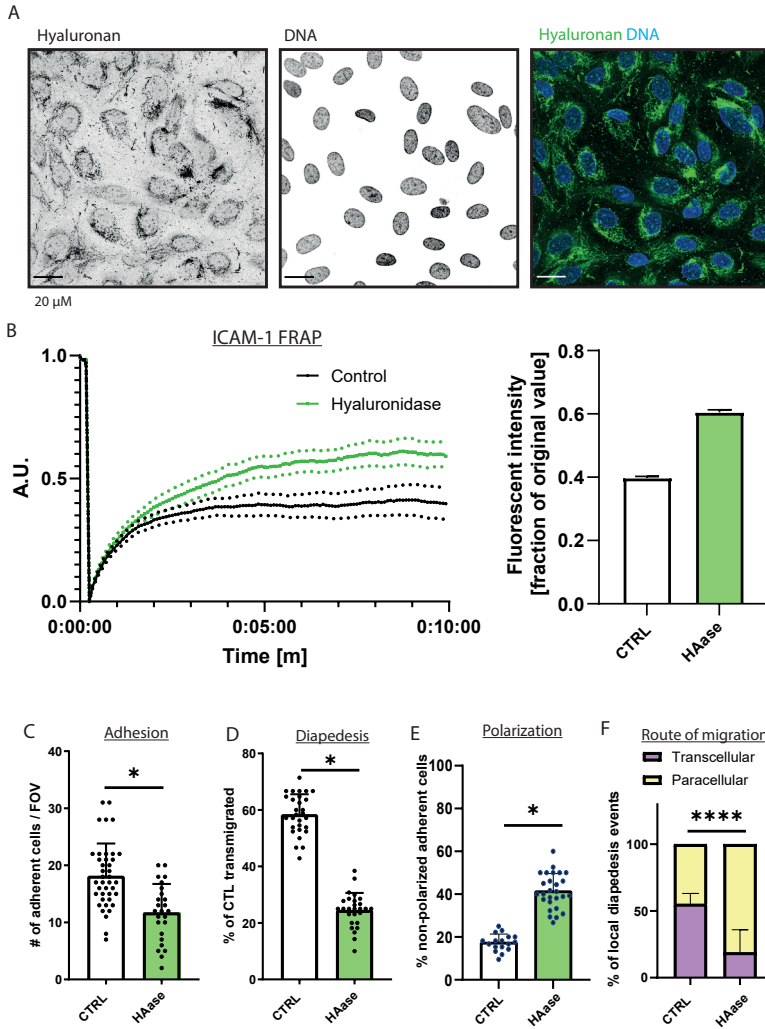 A
Hyaluronan
DNA
Hyaluronan DNA
20 µM
B
ICAM-1 FRAP
Control
Hyaluronidase
A.U.
1.0
0.5
0.0
0:00:00
0:05:00
0:10:00
Time [m]
Fluorescent intensity
[fraction of original value]
0.8
0.6
0.4
0.2
0.0
CTRL
HAase
C
Adhesion
# of adherent cells / FOV
40
30
20
10
0
*
CTRL
HAase
D
Diapedesis
% of CTL transmigrated
80
60
40
20
0
*
CTRL
HAase
E
Polarization
% non-polarized adherent cells
100
80
60
40
20
0
*
CTRL
HAase
F
Route of migration
Transcellular
Paracellular
% of local diapedesis events
100
50
0
****
CTRL
HAase